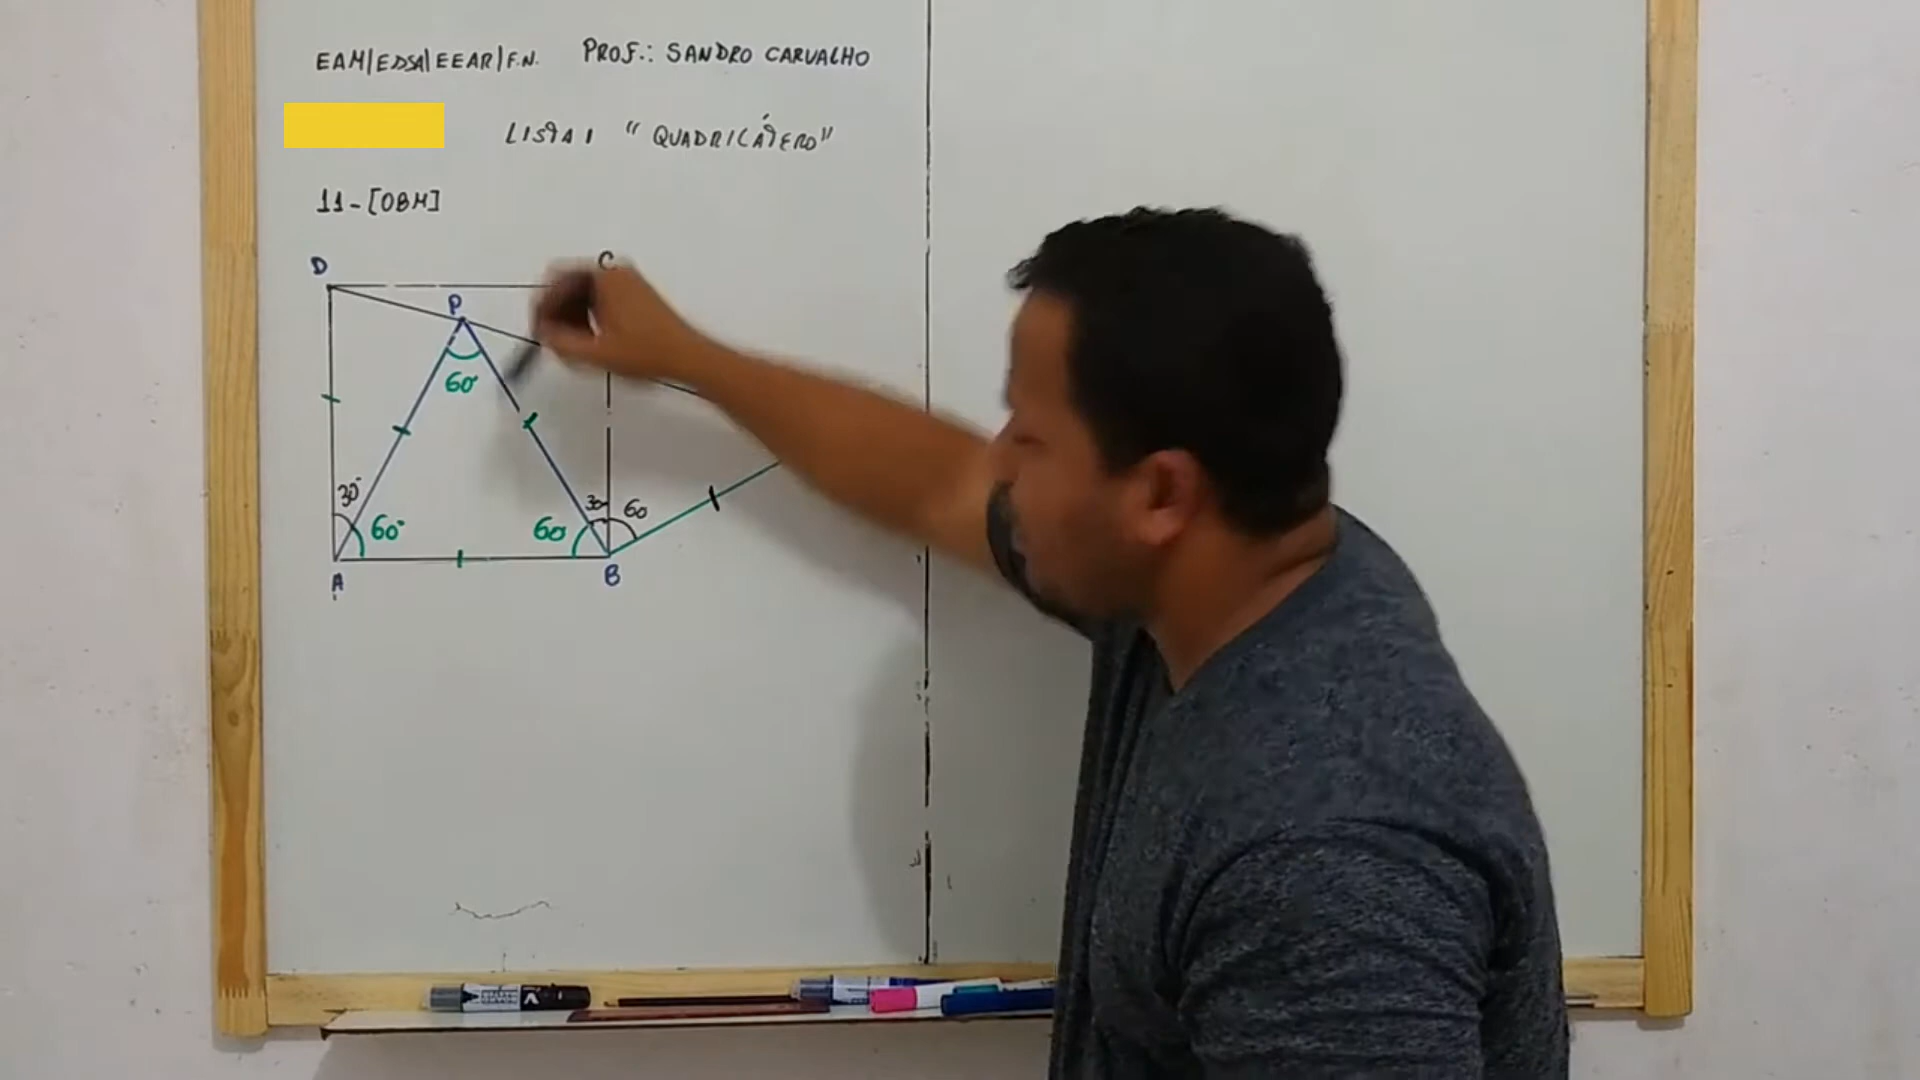 EAM/EDSA/EEAR/F.N. PROF.: SANDRO CARVALHO
LISTA 1 "QUADRILÁTERO"
11-[OBM]
D
C
P
60°
30°
60°
60
30
60
A
B